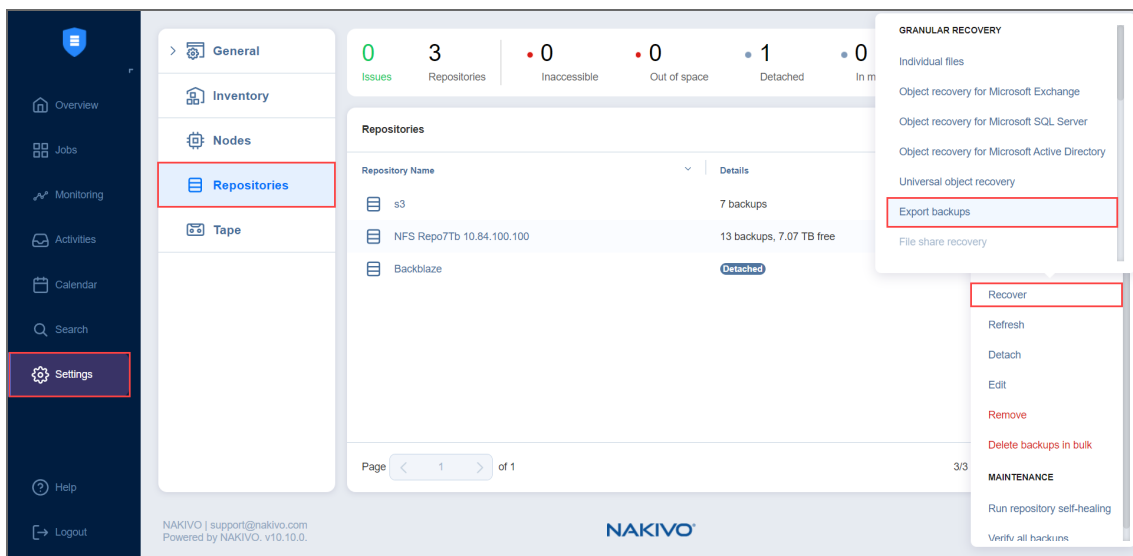 Overview
Jobs
Monitoring
Activities
Calendar
Search
Settings
Help
Logout
General
Inventory
Nodes
Repositories
Tape
NAKIVO | support@nakivo.com
Powered by NAKIVO. v10.10.0.
0
Issues
3
Repositories
0
Inaccessible
0
Out of space
1
Detached
0
In m
Repositories
Repository Name
Details
s3
7 backups
NFS Repo7Tb 10.84.100.100
13 backups, 7.07 TB free
Backblaze
Detached
Page 1 of 1
3/3
NAKIVO®
GRANULAR RECOVERY
Individual files
Object recovery for Microsoft Exchange
Object recovery for Microsoft SQL Server
Object recovery for Microsoft Active Directory
Universal object recovery
Export backups
File share recovery
Recover
Refresh
Detach
Edit
Remove
Delete backups in bulk
MAINTENANCE
Run repository self-healing
Verify all backups